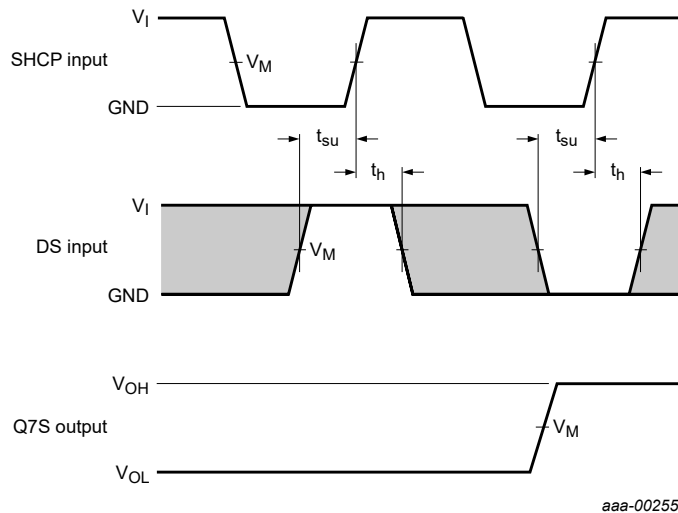 V_I
SHCP input
V_M
GND
t_su
t_su
t_h
t_h
V_I
DS input
V_M
GND
V_OH
Q7S output
V_M
V_OL
aaa-00255